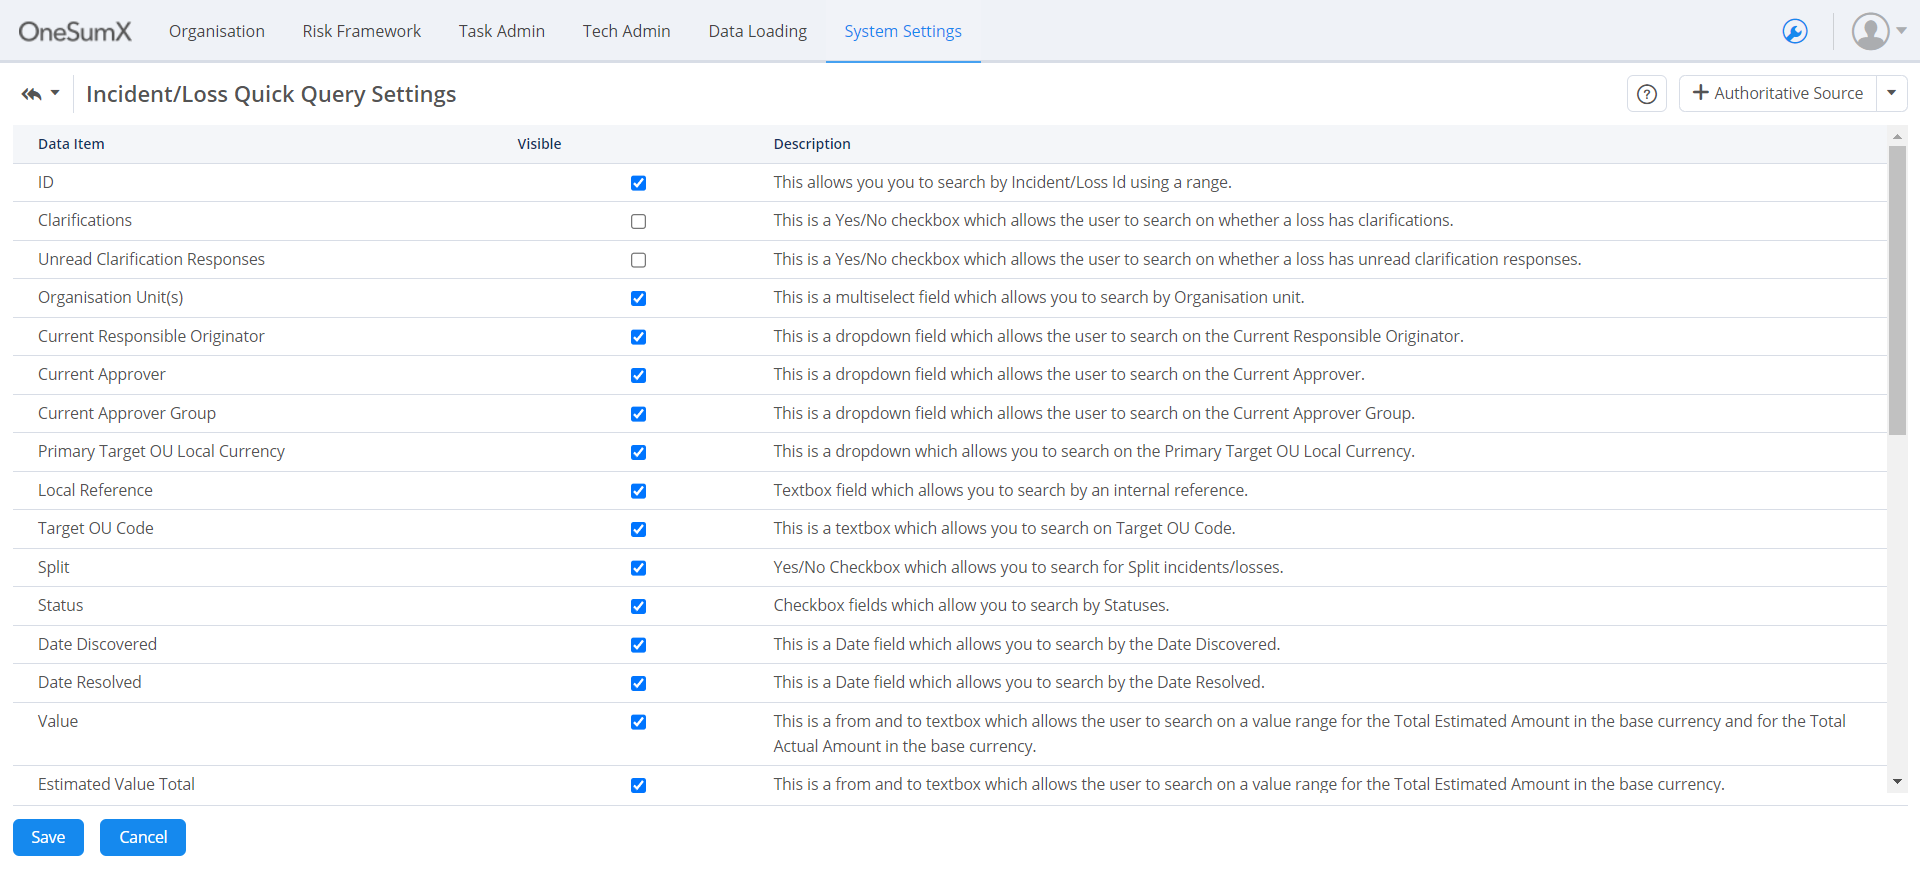 OneSumX Organisation Risk Framework Task Admin Tech Admin Data Loading System Settings
Incident/Loss Quick Query Settings ? + Authoritative Source
Data Item Visible Description
ID This allows you you to search by Incident/Loss Id using a range.
Clarifications This is a Yes/No checkbox which allows the user to search on whether a loss has clarifications.
Unread Clarification Responses This is a Yes/No checkbox which allows the user to search on whether a loss has unread clarification responses.
Organisation Unit(s) This is a multiselect field which allows you to search by Organisation unit.
Current Responsible Originator This is a dropdown field which allows the user to search on the Current Responsible Originator.
Current Approver This is a dropdown field which allows the user to search on the Current Approver.
Current Approver Group This is a dropdown field which allows the user to search on the Current Approver Group.
Primary Target OU Local Currency This is a dropdown which allows you to search on the Primary Target OU Local Currency.
Local Reference Textbox field which allows you to search by an internal reference.
Target OU Code This is a textbox which allows you to search on Target OU Code.
Split Yes/No Checkbox which allows you to search for Split incidents/losses.
Status Checkbox fields which allow you to search by Statuses.
Date Discovered This is a Date field which allows you to search by the Date Discovered.
Date Resolved This is a Date field which allows you to search by the Date Resolved.
Value This is a from and to textbox which allows the user to search on a value range for the Total Estimated Amount in the base currency and for the Total
Actual Amount in the base currency.
Estimated Value Total This is a from and to textbox which allows the user to search on a value range for the Total Estimated Amount in the base currency.
Save Cancel